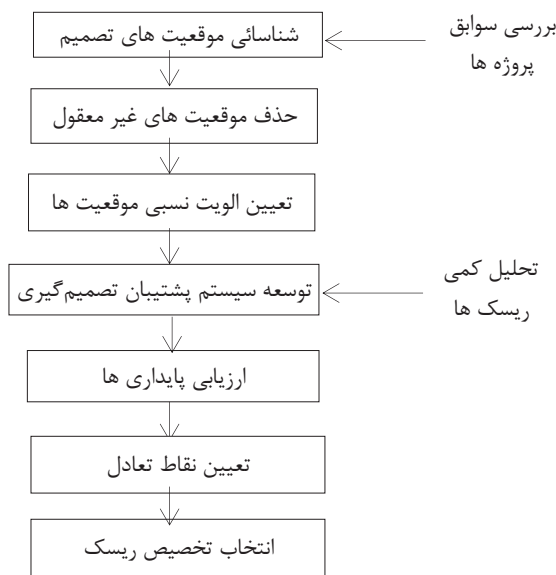 شناسائی موقعیت های تصمیم
بررسی سوابق
پروژه ها
حذف موقعیت های غیر معقول
تعیین الویت نسبی موقعیت ها
توسعه سیستم پشتیبان تصمیم‌گیری
تحلیل کمی
ریسک ها
ارزیابی پایداری ها
تعیین نقاط تعادل
انتخاب تخصیص ریسک